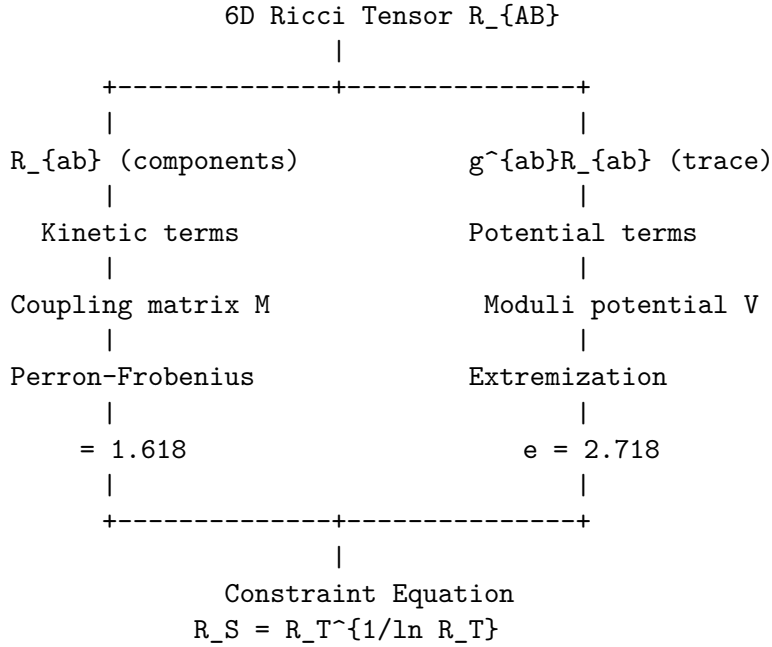 6D Ricci Tensor R_{AB}
|
+--------------+---------------+
| |
R_{ab} (components) g^{ab}R_{ab} (trace)
| |
Kinetic terms Potential terms
| |
Coupling matrix M Moduli potential V
| |
Perron-Frobenius Extremization
| |
= 1.618 e = 2.718
| |
+--------------+---------------+
|
Constraint Equation
R_S = R_T^{1/ln R_T}